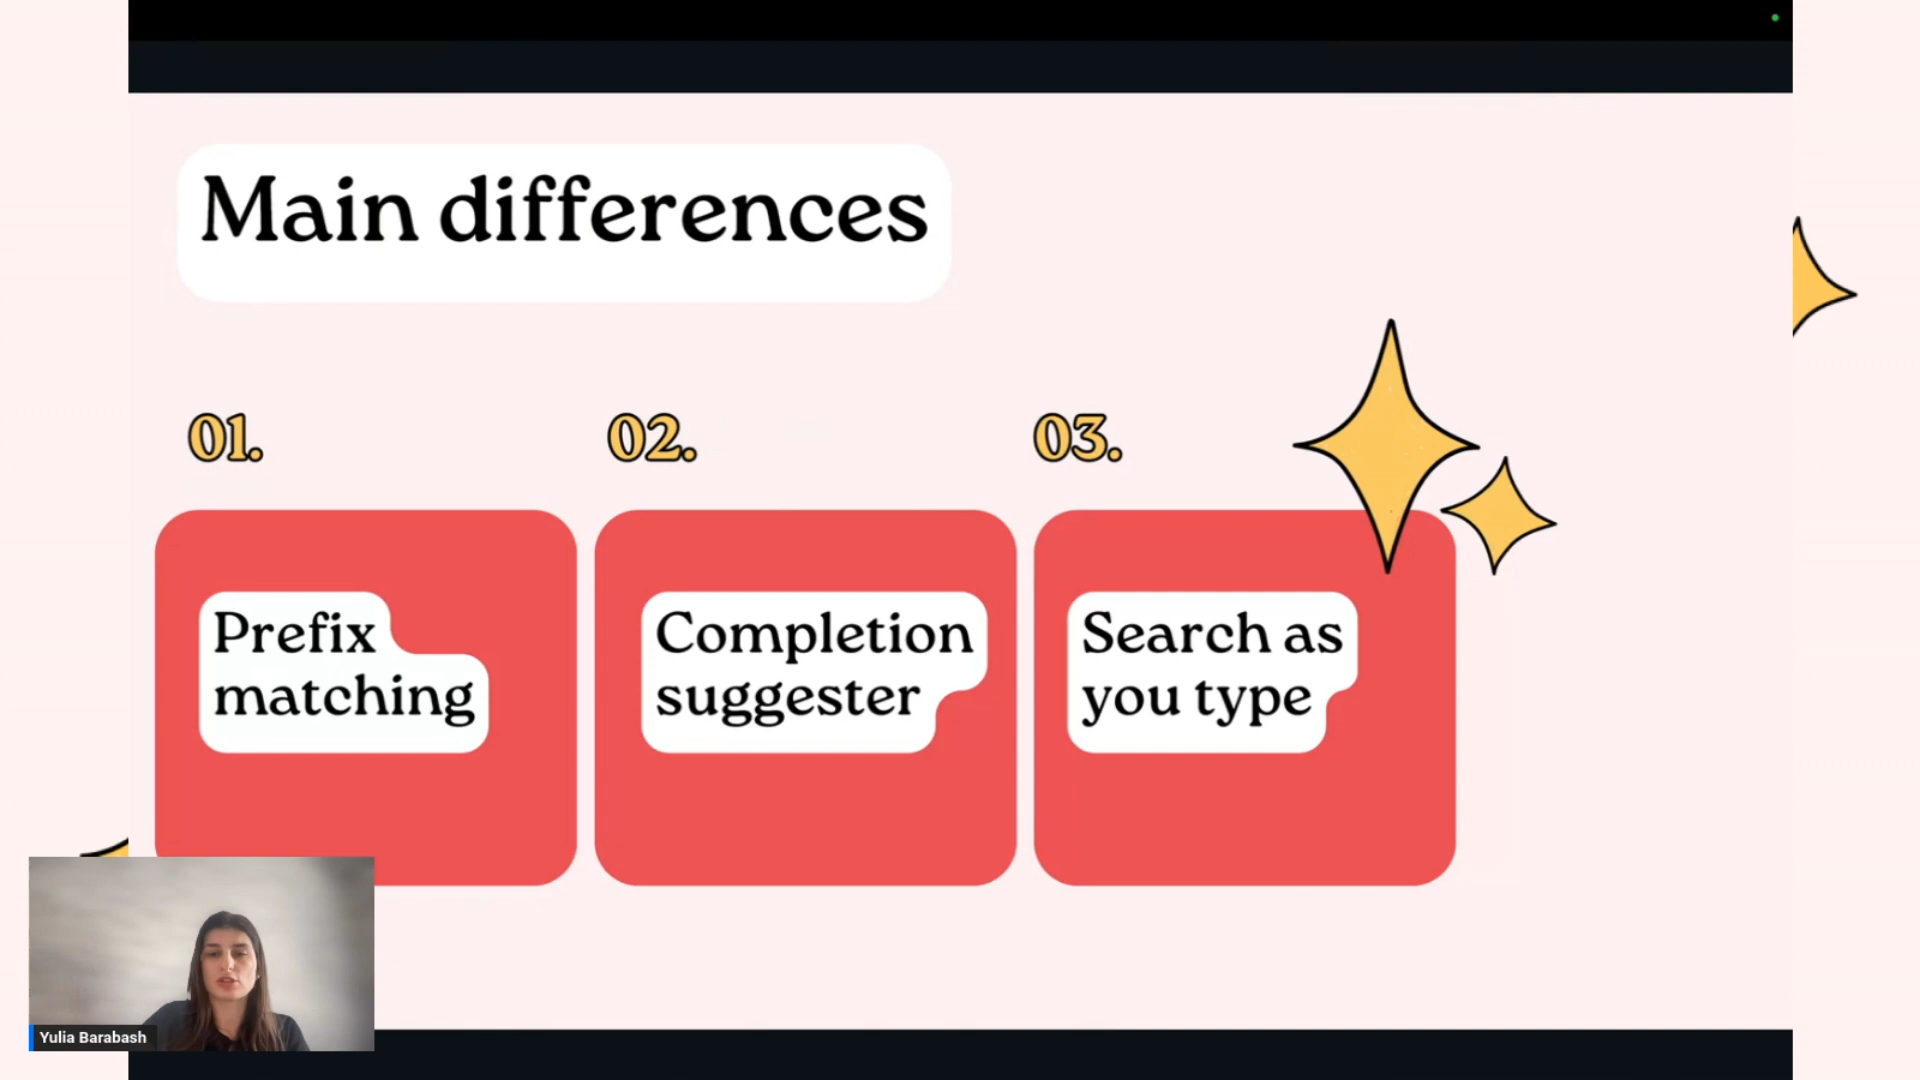 Main differences
01.
02.
03.
Prefix
matching
Completion
suggester
Search as
you type
Yulia Barabash